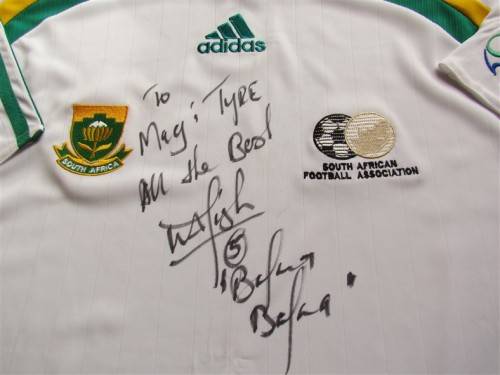 adidas
To
Mag; Tyre
All the Best
5
"Bafana
Bafana"
SOUTH AFRICA
SOUTH AFRICAN
FOOTBALL ASSOCIATION